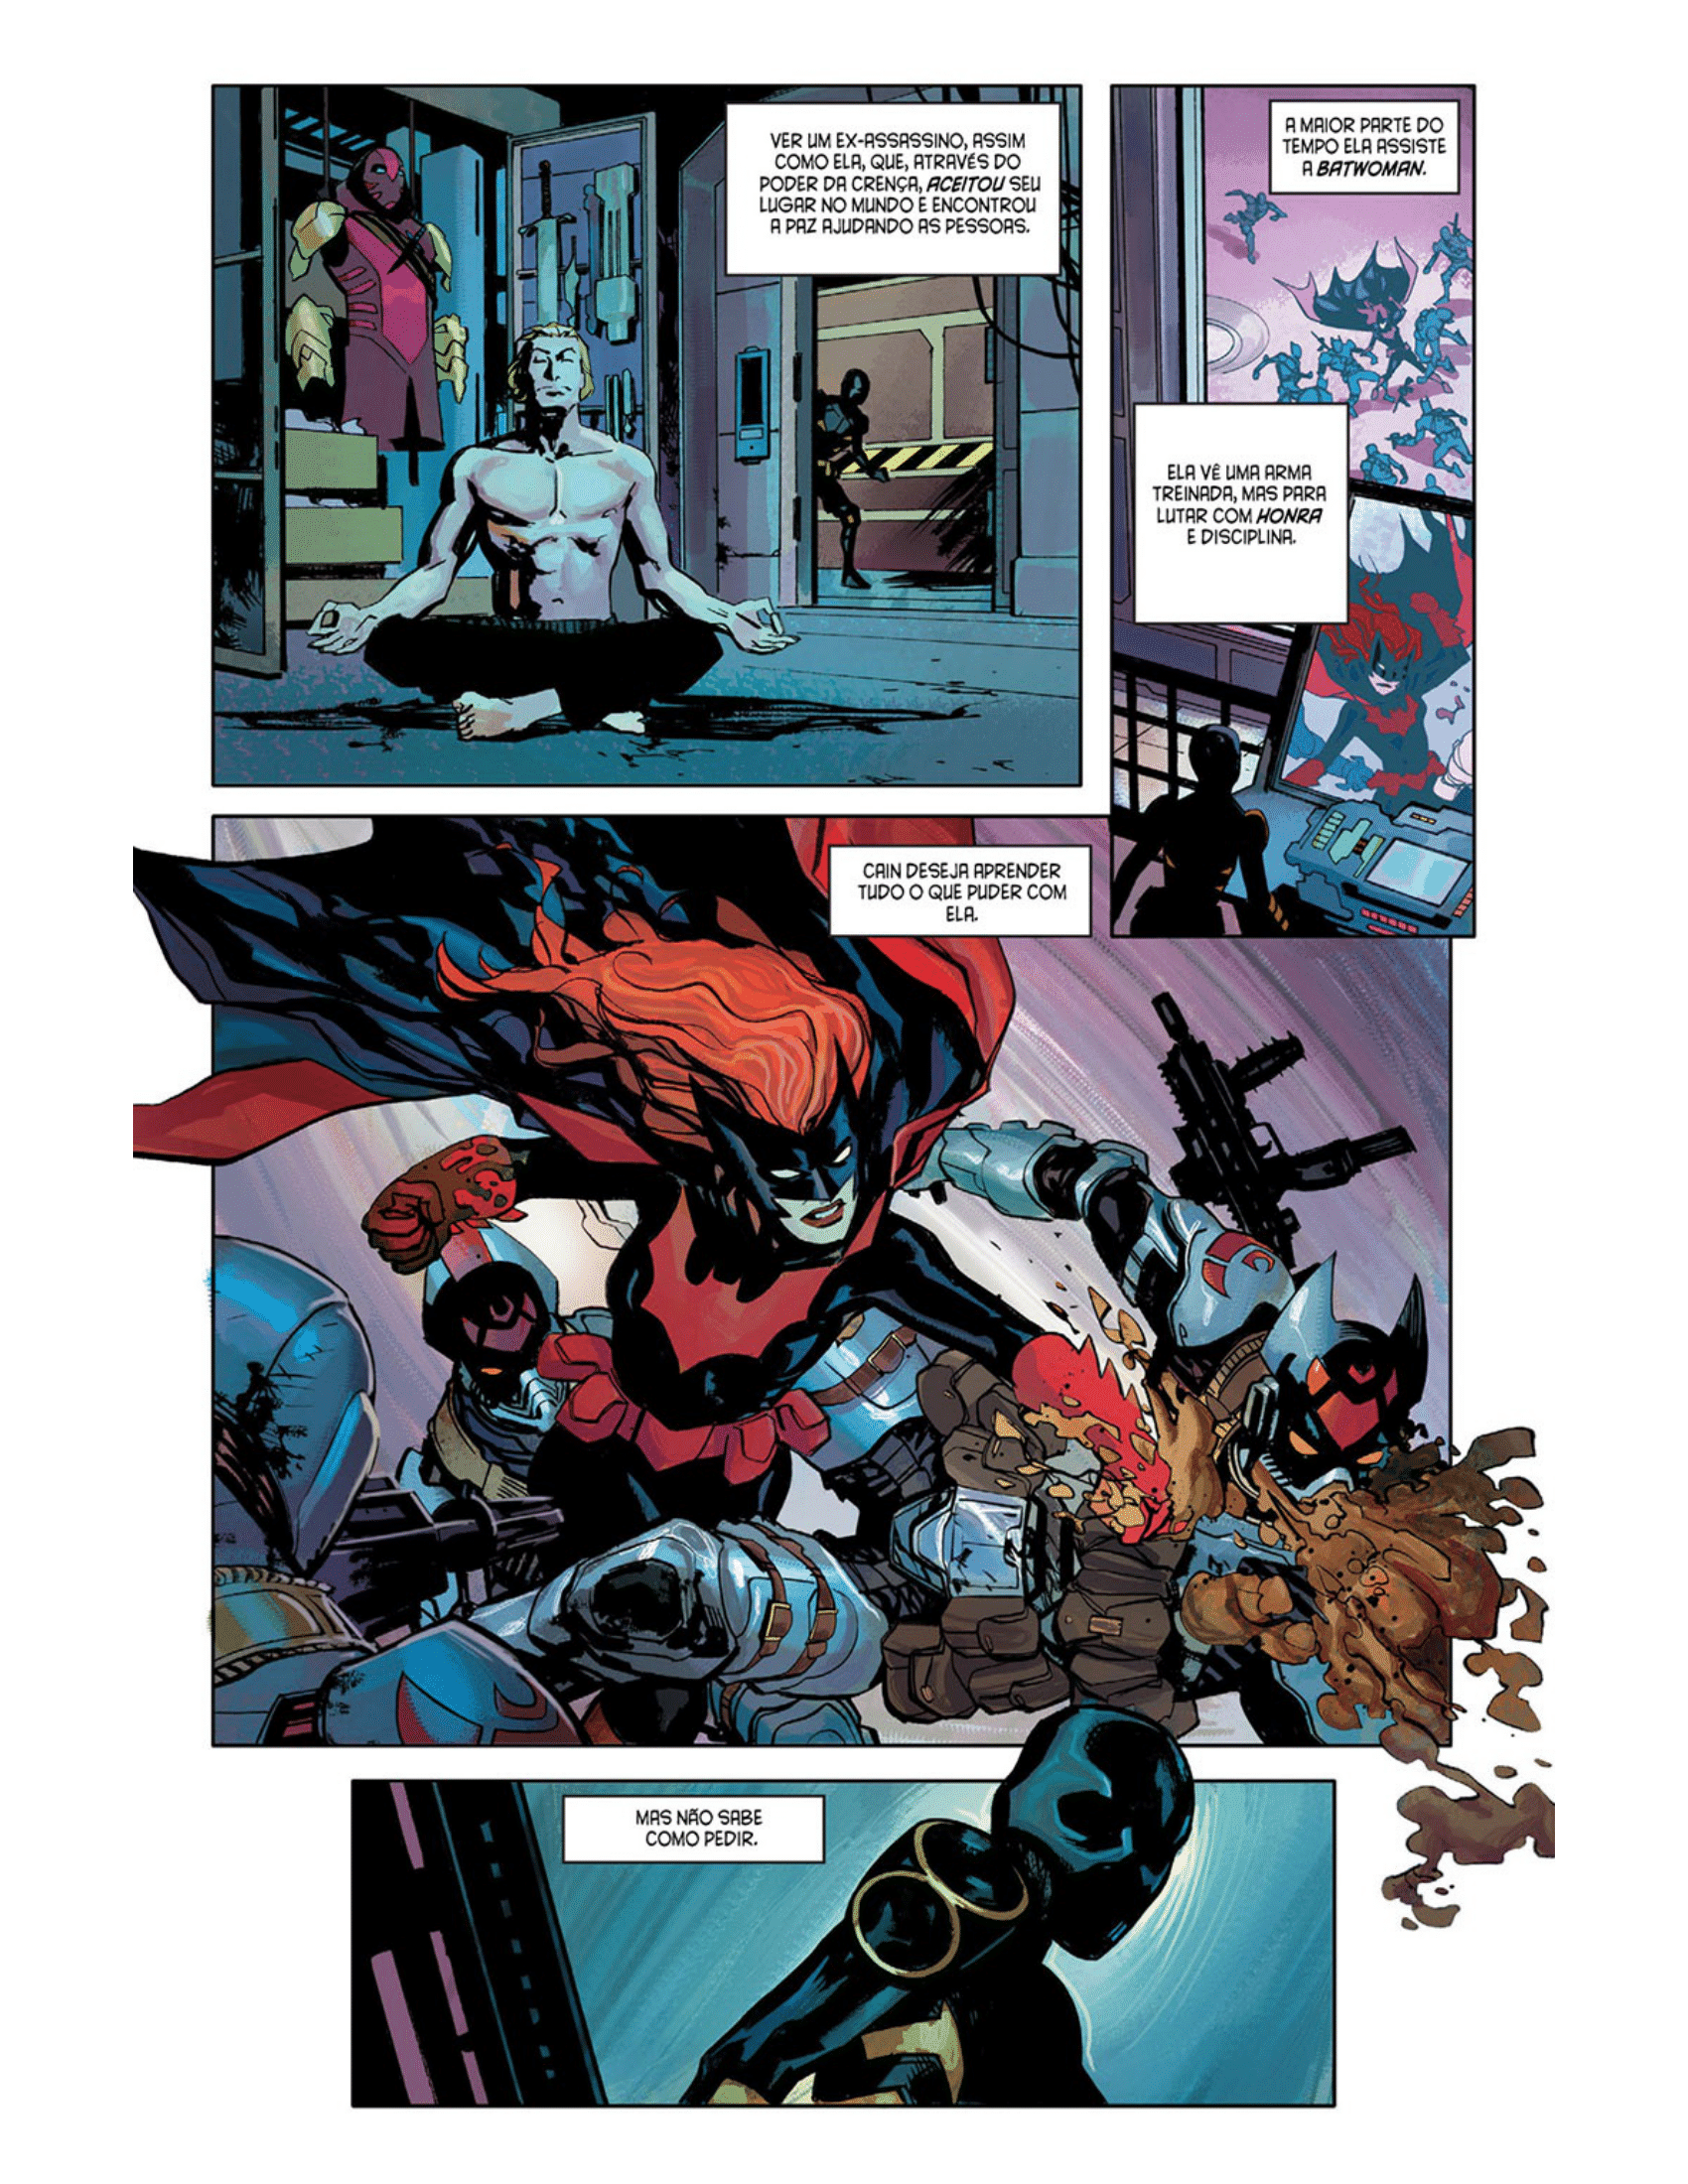 VER UM EX-ASSASSINO, ASSIM
COMO ELA, QUE, ATRAVÉS DO
PODER DA CRENÇA, ACEITOU SEU
LUGAR NO MUNDO E ENCONTROU
A PAZ AJUDANDO AS PESSOAS.
A MAIOR PARTE DO
TEMPO ELA ASSISTE
A BATWOMAN.
ELA VÊ UMA ARMA
TREINADA, MAS PARA
LUTAR COM HONRA
E DISCIPLINA.
CAIN DESEJA APRENDER
TUDO O QUE PUDER COM
ELA.
MAS NÃO SABE
COMO PEDIR.